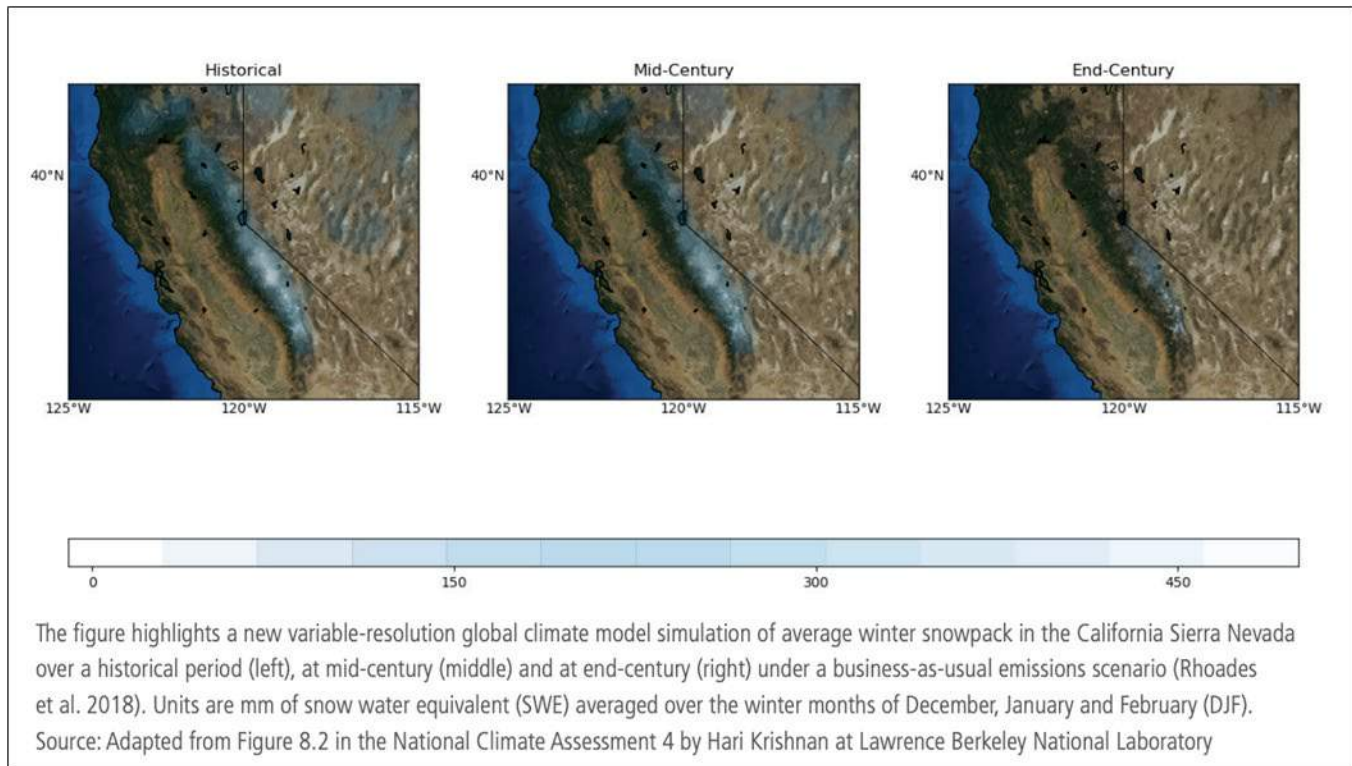 Historical
Mid-Century
End-Century
40°N
40°N
40°N
125°W 120°W 115°W
125°W 120°W 115°W
125°W 120°W 115°W
0 150 300 450
The figure highlights a new variable-resolution global climate model simulation of average winter snowpack in the California Sierra Nevada
over a historical period (left), at mid-century (middle) and at end-century (right) under a business-as-usual emissions scenario (Rhoades
et al. 2018). Units are mm of snow water equivalent (SWE) averaged over the winter months of December, January and February (DJF).
Source: Adapted from Figure 8.2 in the National Climate Assessment 4 by Hari Krishnan at Lawrence Berkeley National Laboratory